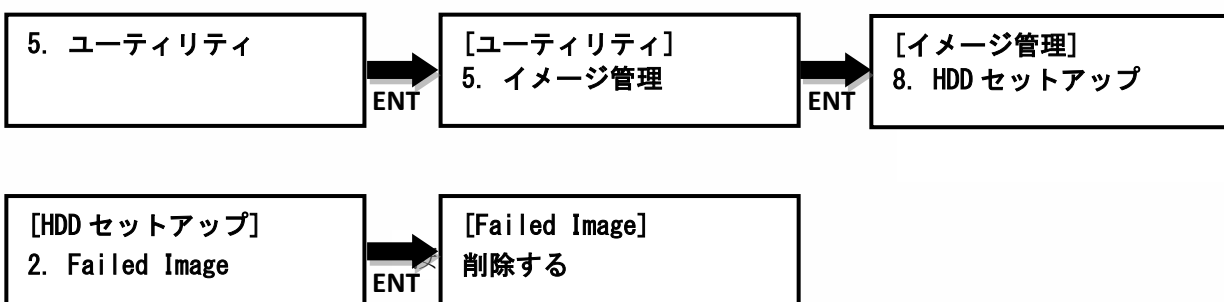 5. ユーティリティ
ENT
[ユーティリティ]
5. イメージ管理
ENT
[イメージ管理]
8. HDD セットアップ
[HDD セットアップ]
2. Failed Image
ENT
[Failed Image]
削除する